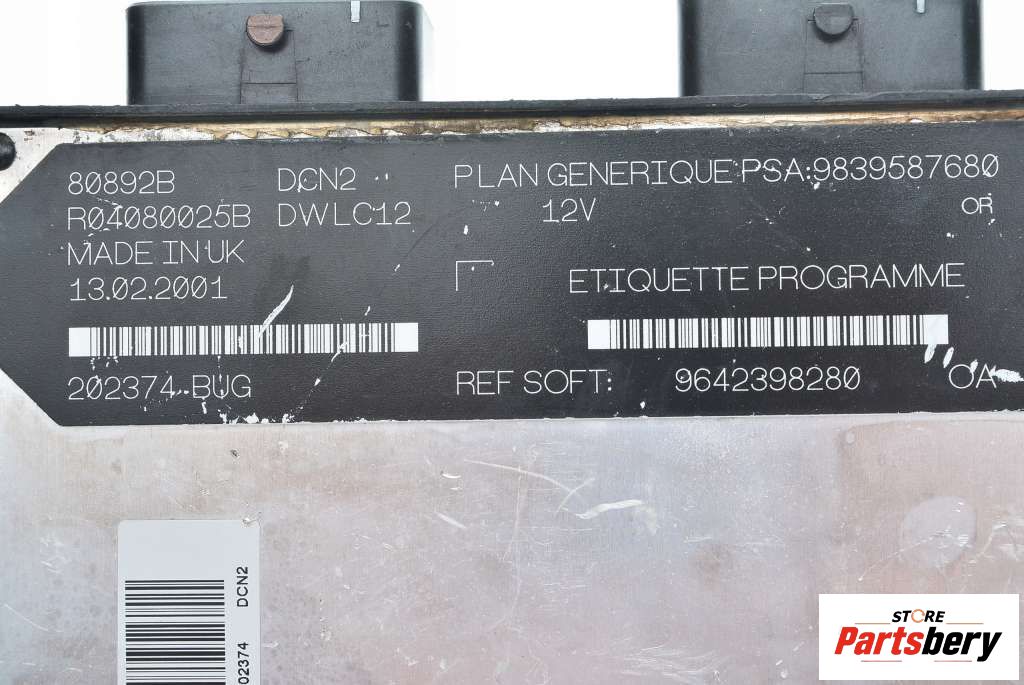 80892B DCN2 PLAN GENERIQUE PSA:9839587680
R04080025B DWLC12 12V OR
MADE IN UK
13.02.2001 ETIQUETTE PROGRAMME
202374 BUG REF SOFT: 9642398280 OA
02374 DCN2
STORE
Partsbery